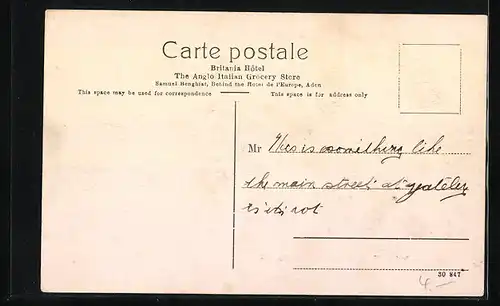 Carte postale
Britania Hôtel
The Anglo Italian Grocery Store
Samuel Benghiat, Behind the Hotel de l'Europe, Aden
This space may be used for correspondence
This space is for address only
Mr This is something like
the main street at
is it not
30 847
4 —